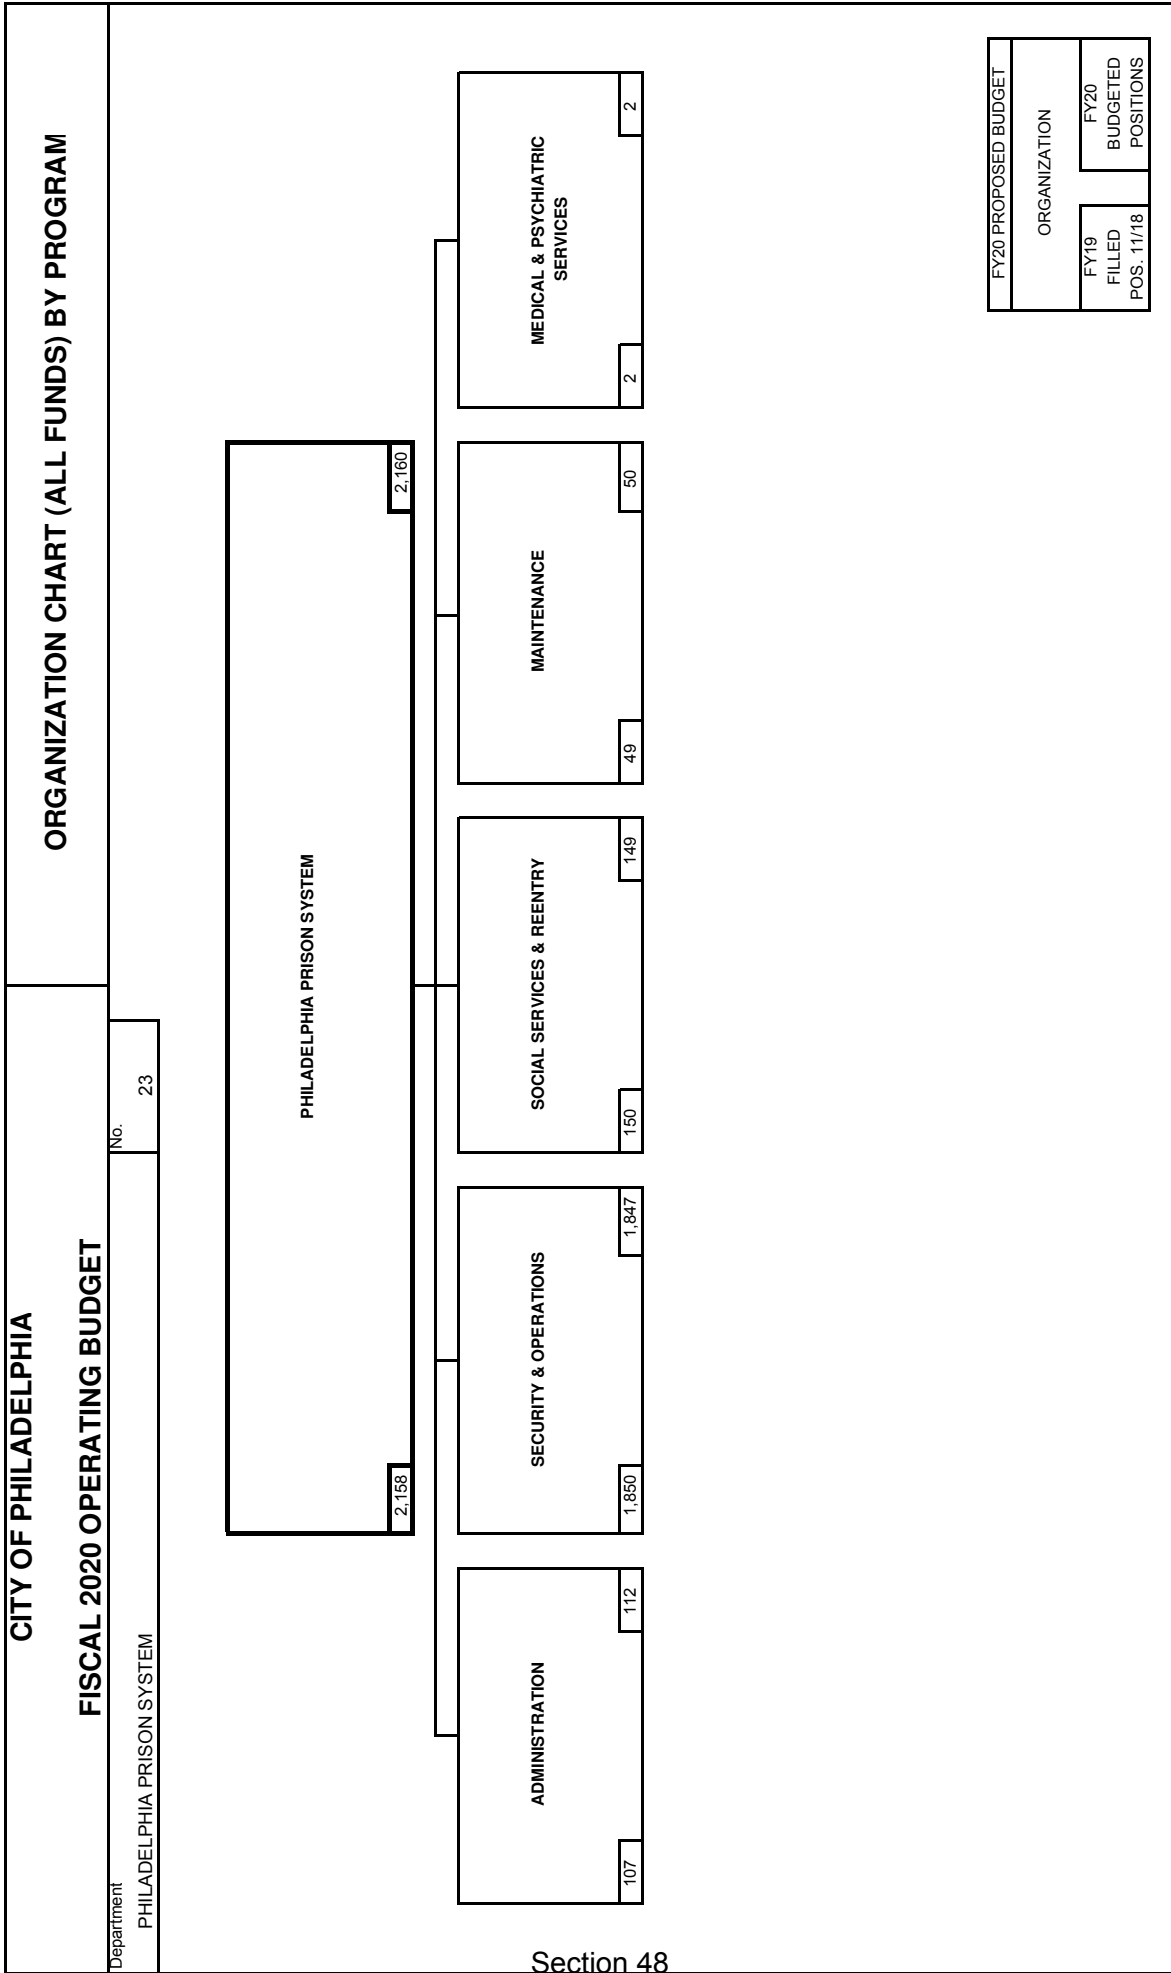 CITY OF PHILADELPHIA
FISCAL 2020 OPERATING BUDGET
ORGANIZATION CHART (ALL FUNDS) BY PROGRAM
Department
No.
PHILADELPHIA PRISON SYSTEM
23
PHILADELPHIA PRISON SYSTEM
2,158
2,160
ADMINISTRATION
107
112
SECURITY & OPERATIONS
1,850
1,847
SOCIAL SERVICES & REENTRY
150
149
MAINTENANCE
49
50
MEDICAL & PSYCHIATRIC
SERVICES
2
2
FY20 PROPOSED BUDGET
ORGANIZATION
FY19
FILLED
POS. 11/18
FY20
BUDGETED
POSITIONS
Section 48